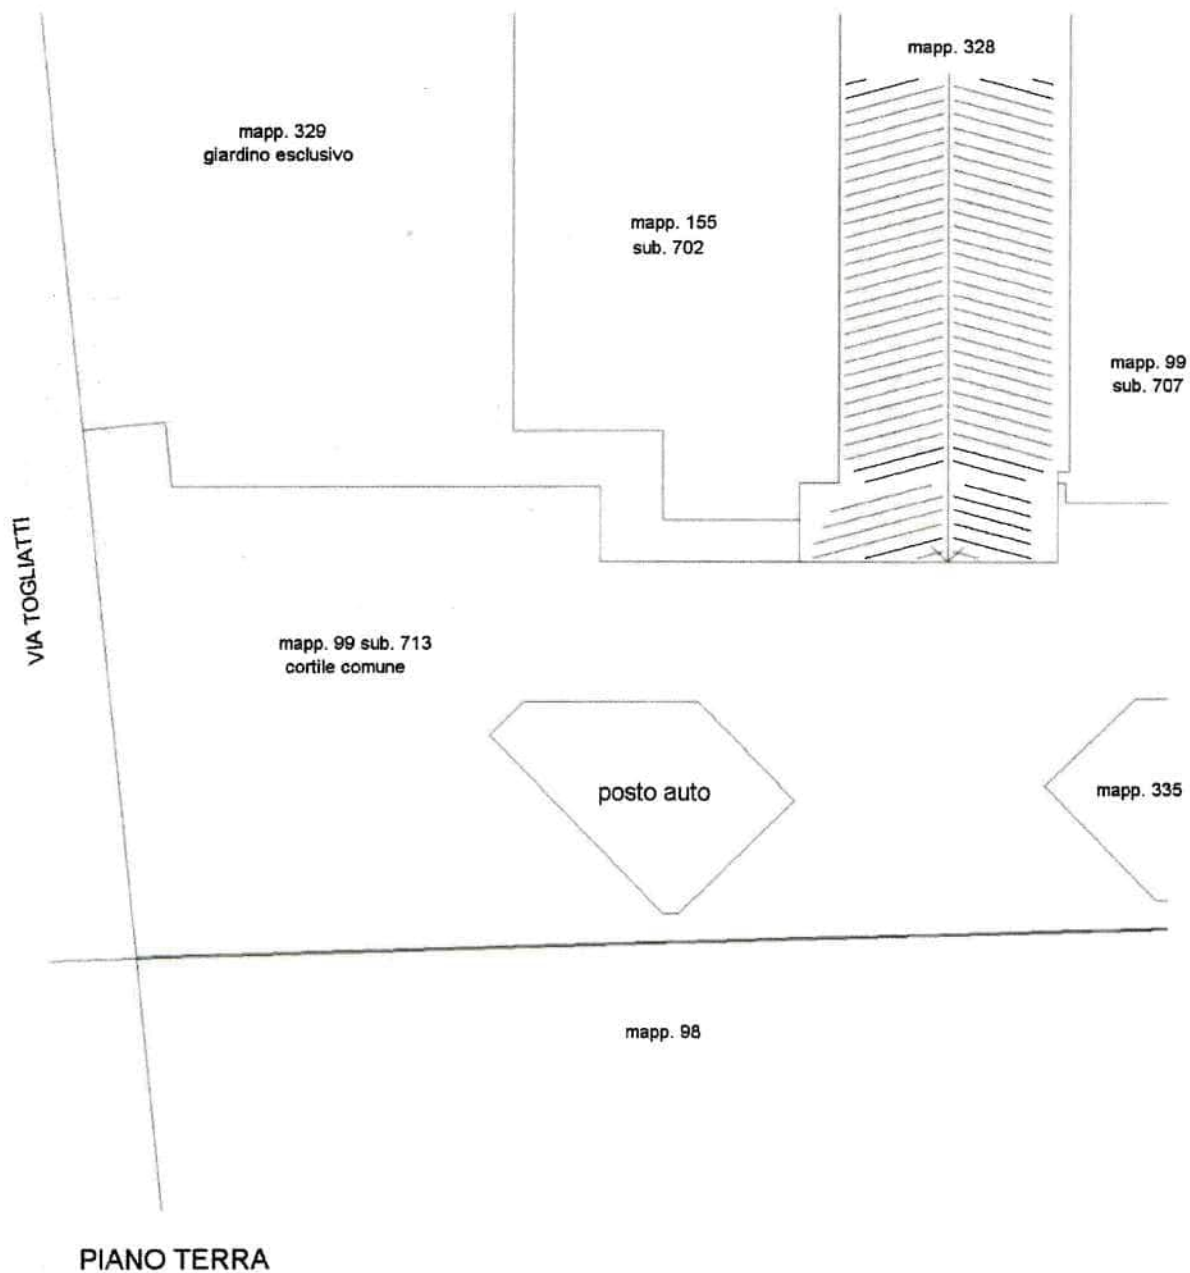 mapp. 328
mapp. 329
giardino esclusivo
mapp. 155
sub. 702
mapp. 99
sub. 707
VIA TOGLIATTI
mapp. 99 sub. 713
cortile comune
posto auto
mapp. 335
mapp. 98
PIANO TERRA